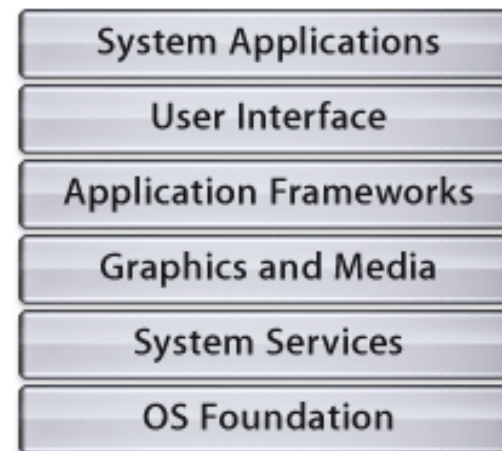 System Applications
User Interface
Application Frameworks
Graphics and Media
System Services
OS Foundation